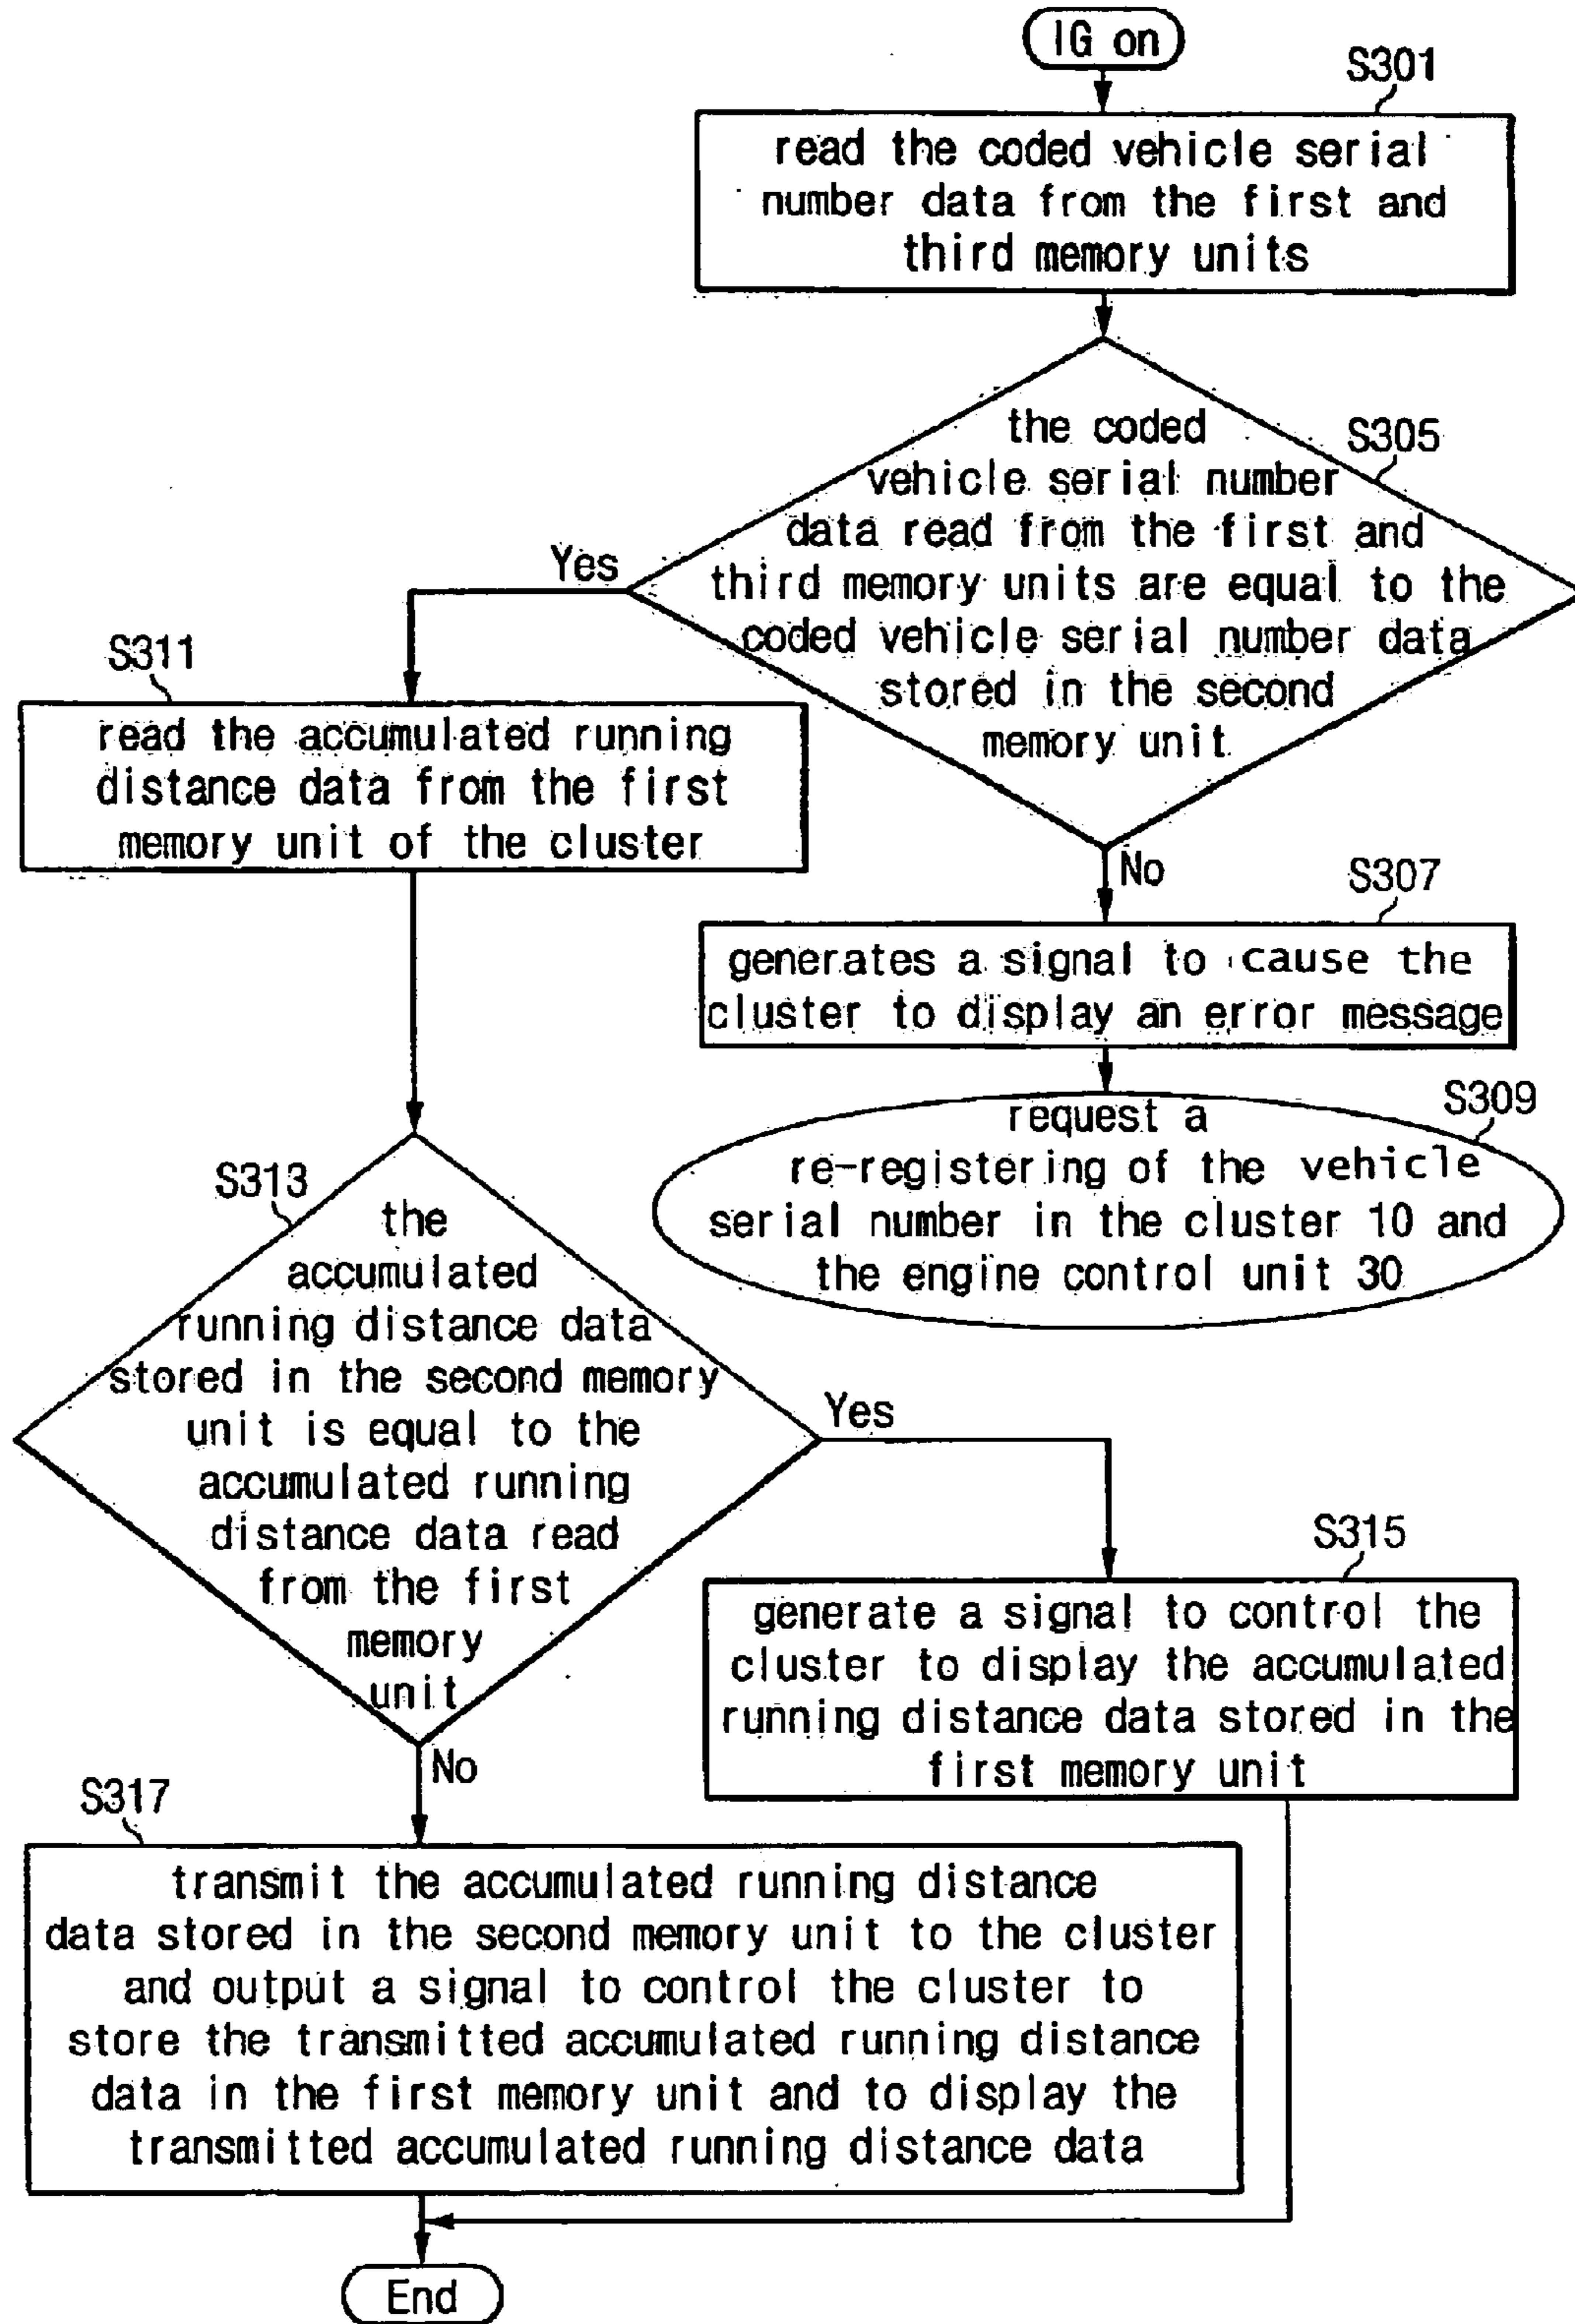 IG on
S301
read the coded vehicle serial
number data from the first and
third memory units
S305
the coded
vehicle serial number
data read from the first and
third memory units are equal to the
coded vehicle serial number data
stored in the second
memory unit
Yes
No
S311
read the accumulated running
distance data from the first
memory unit of the cluster
S307
generates a signal to cause the
cluster to display an error message
S309
request a
re-registering of the vehicle
serial number in the cluster 10 and
the engine control unit 30
S313
the
accumulated
running distance data
stored in the second memory
unit is equal to the
accumulated running
distance data read
from the first
memory
unit
Yes
No
S315
generate a signal to control the
cluster to display the accumulated
running distance data stored in the
first memory unit
S317
transmit the accumulated running distance
data stored in the second memory unit to the cluster
and output a signal to control the cluster to
store the transmitted accumulated running distance
data in the first memory unit and to display the
transmitted accumulated running distance data
End